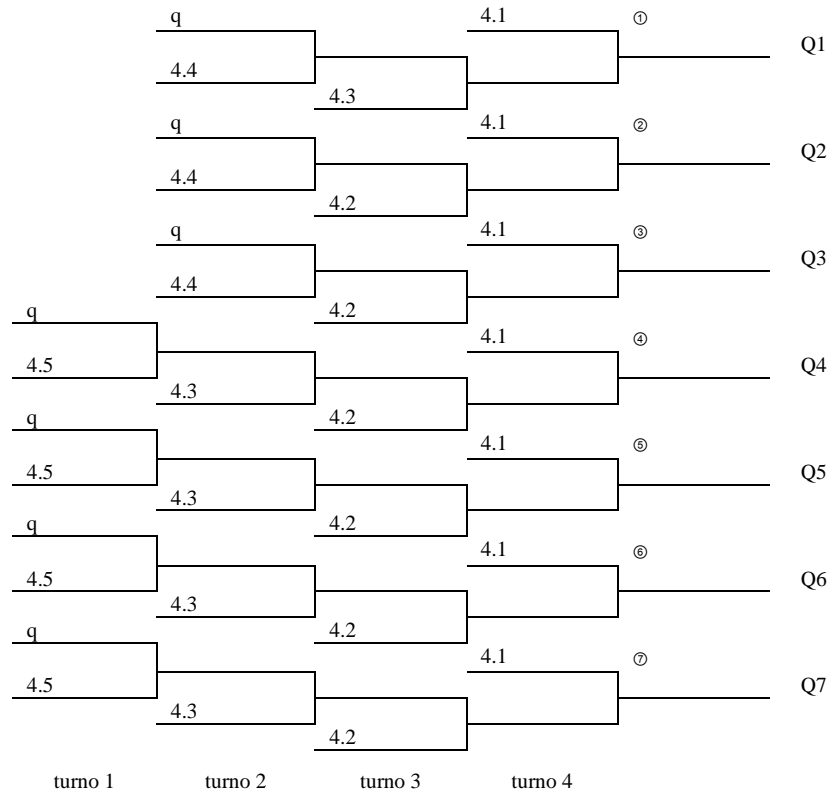 q 4.1 ① Q1
4.4
4.3
q 4.1 ② Q2
4.4
4.2
q 4.1 ③ Q3
4.4
q 4.2
4.1 ④ Q4
4.5
4.3
4.2
q 4.1 ⑤ Q5
4.5
4.3
4.2
q 4.1 ⑥ Q6
4.5
4.3
q 4.2
4.1 ⑦ Q7
4.5
4.3
4.2
turno 1 turno 2 turno 3 turno 4